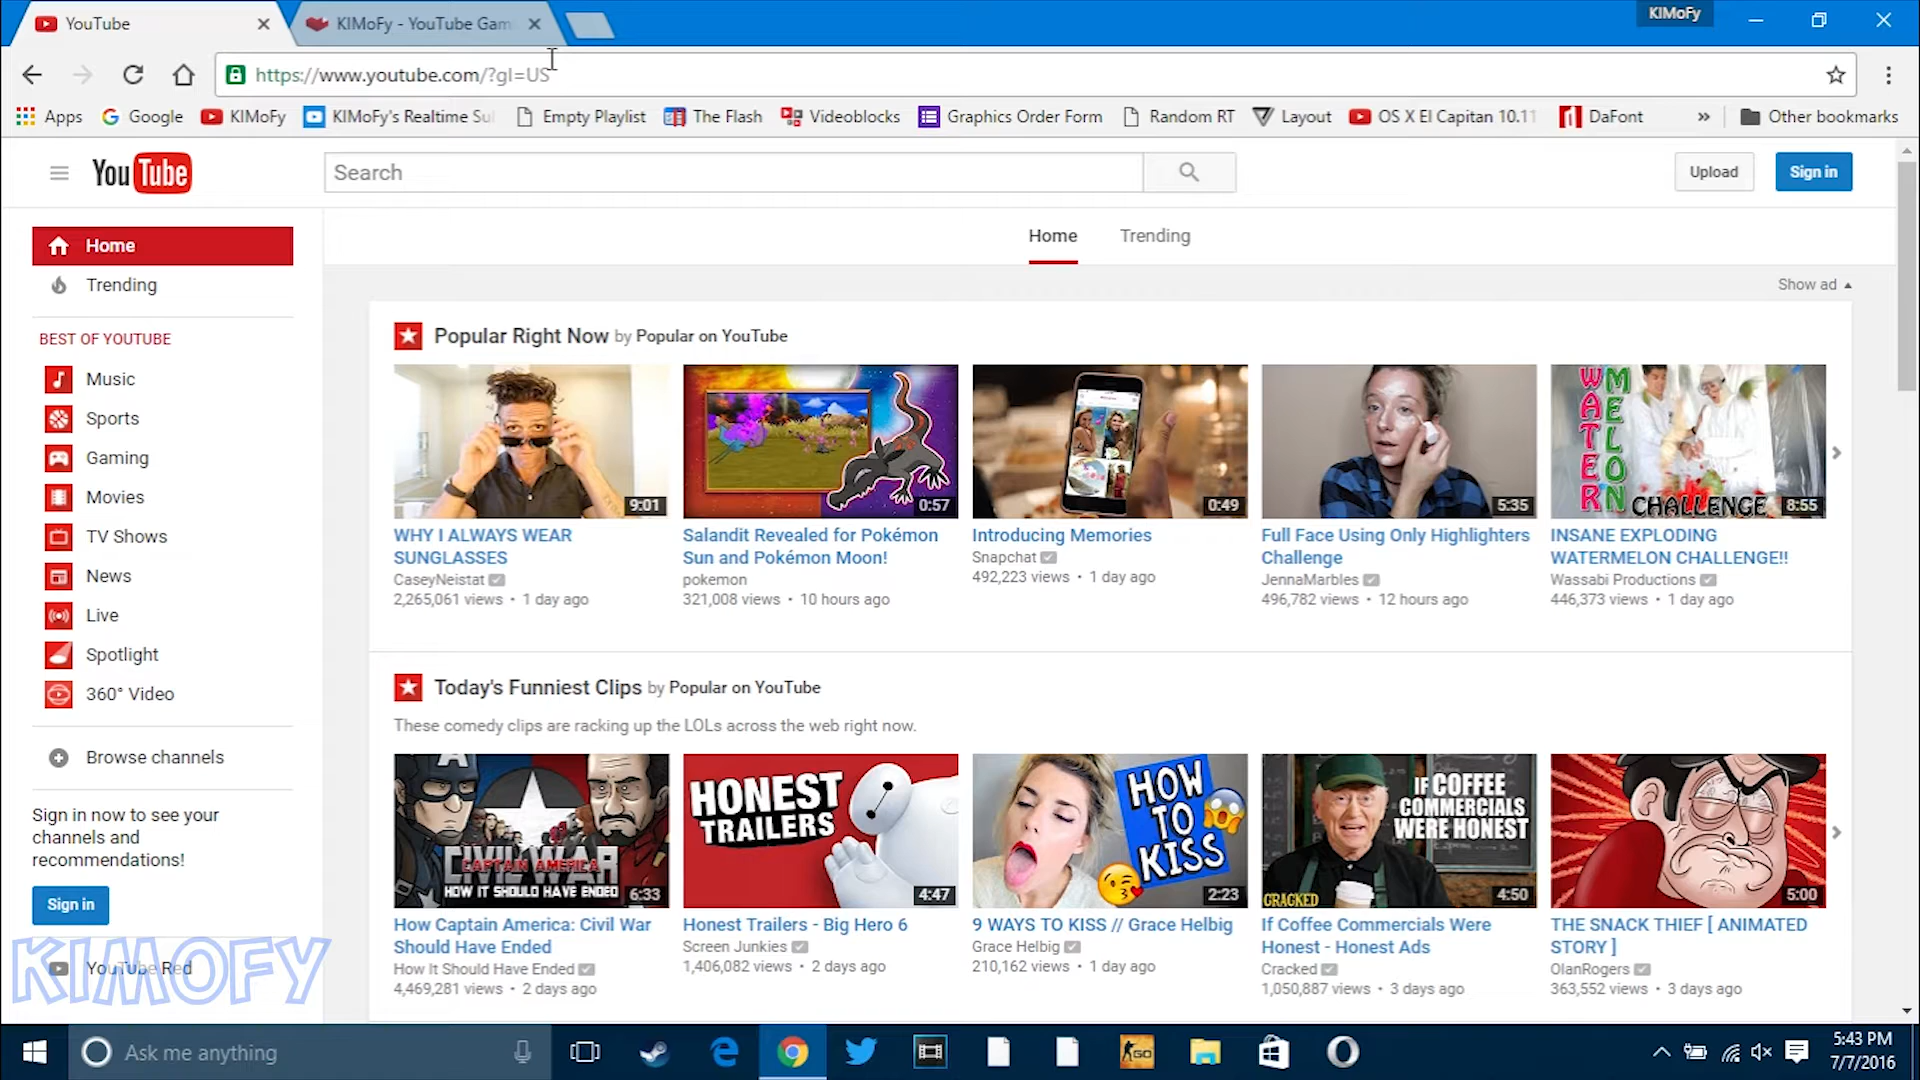 YouTube
KIMoFy - YouTube Gam
KIMoFy
https://www.youtube.com/?gl=US
Apps
Google
KIMoFy
KIMoFy's Realtime Su
Empty Playlist
The Flash
Videoblocks
Graphics Order Form
Random RT
Layout
OS X El Capitan 10.11
DaFont
»
Other bookmarks
YouTube
Search
Upload
Sign in
Home
Trending
Home
Trending
BEST OF YOUTUBE
Music
Sports
Gaming
Movies
TV Shows
News
Live
Spotlight
360° Video
Browse channels
Sign in now to see your
channels and
recommendations!
Sign in
YouTube Red
KIMOFY
Show ad
Popular Right Now by Popular on YouTube
9:01
0:57
0:49
5:35
WATER
MELON
CHALLENGE
8:55
WHY I ALWAYS WEAR
SUNGLASSES
CaseyNeistat
2,265,061 views • 1 day ago
Salandit Revealed for Pokémon
Sun and Pokémon Moon!
pokemon
321,008 views • 10 hours ago
Introducing Memories
Snapchat
492,223 views • 1 day ago
Full Face Using Only Highlighters
Challenge
JennaMarbles
496,782 views • 12 hours ago
INSANE EXPLODING
WATERMELON CHALLENGE!!
Wassabi Productions
446,373 views • 1 day ago
Today's Funniest Clips by Popular on YouTube
These comedy clips are racking up the LOLs across the web right now.
CIVIL WAR
CAPTAIN AMERICA
HOW IT SHOULD HAVE ENDED
6:33
HONEST
TRAILERS
4:47
HOW
TO
KISS
2:23
IF COFFEE
COMMERCIALS
WERE HONEST
CRACKED
4:50
5:00
How Captain America: Civil War
Should Have Ended
How It Should Have Ended
4,469,281 views • 2 days ago
Honest Trailers - Big Hero 6
Screen Junkies
1,406,082 views • 2 days ago
9 WAYS TO KISS // Grace Helbig
Grace Helbig
210,162 views • 1 day ago
If Coffee Commercials Were
Honest - Honest Ads
Cracked
1,050,887 views • 3 days ago
THE SNACK THIEF [ ANIMATED
STORY ]
OlanRogers
363,552 views • 3 days ago
Ask me anything
GO
5:43 PM
7/7/2016